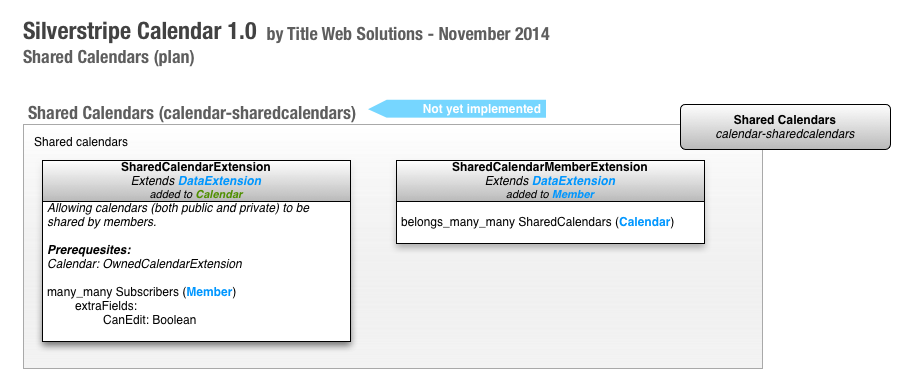 Silverstripe Calendar 1.0 by Title Web Solutions - November 2014
Shared Calendars (plan)
Shared Calendars (calendar-sharedcalendars)
Not yet implemented
Shared Calendars
calendar-sharedcalendars
Shared calendars
SharedCalendarExtension
Extends DataExtension
added to Calendar
Allowing calendars (both public and private) to be
shared by members.
Prerequesites:
Calendar: OwnedCalendarExtension
many_many Subscribers (Member)
extraFields:
CanEdit: Boolean
SharedCalendarMemberExtension
Extends DataExtension
added to Member
belongs_many_many SharedCalendars (Calendar)